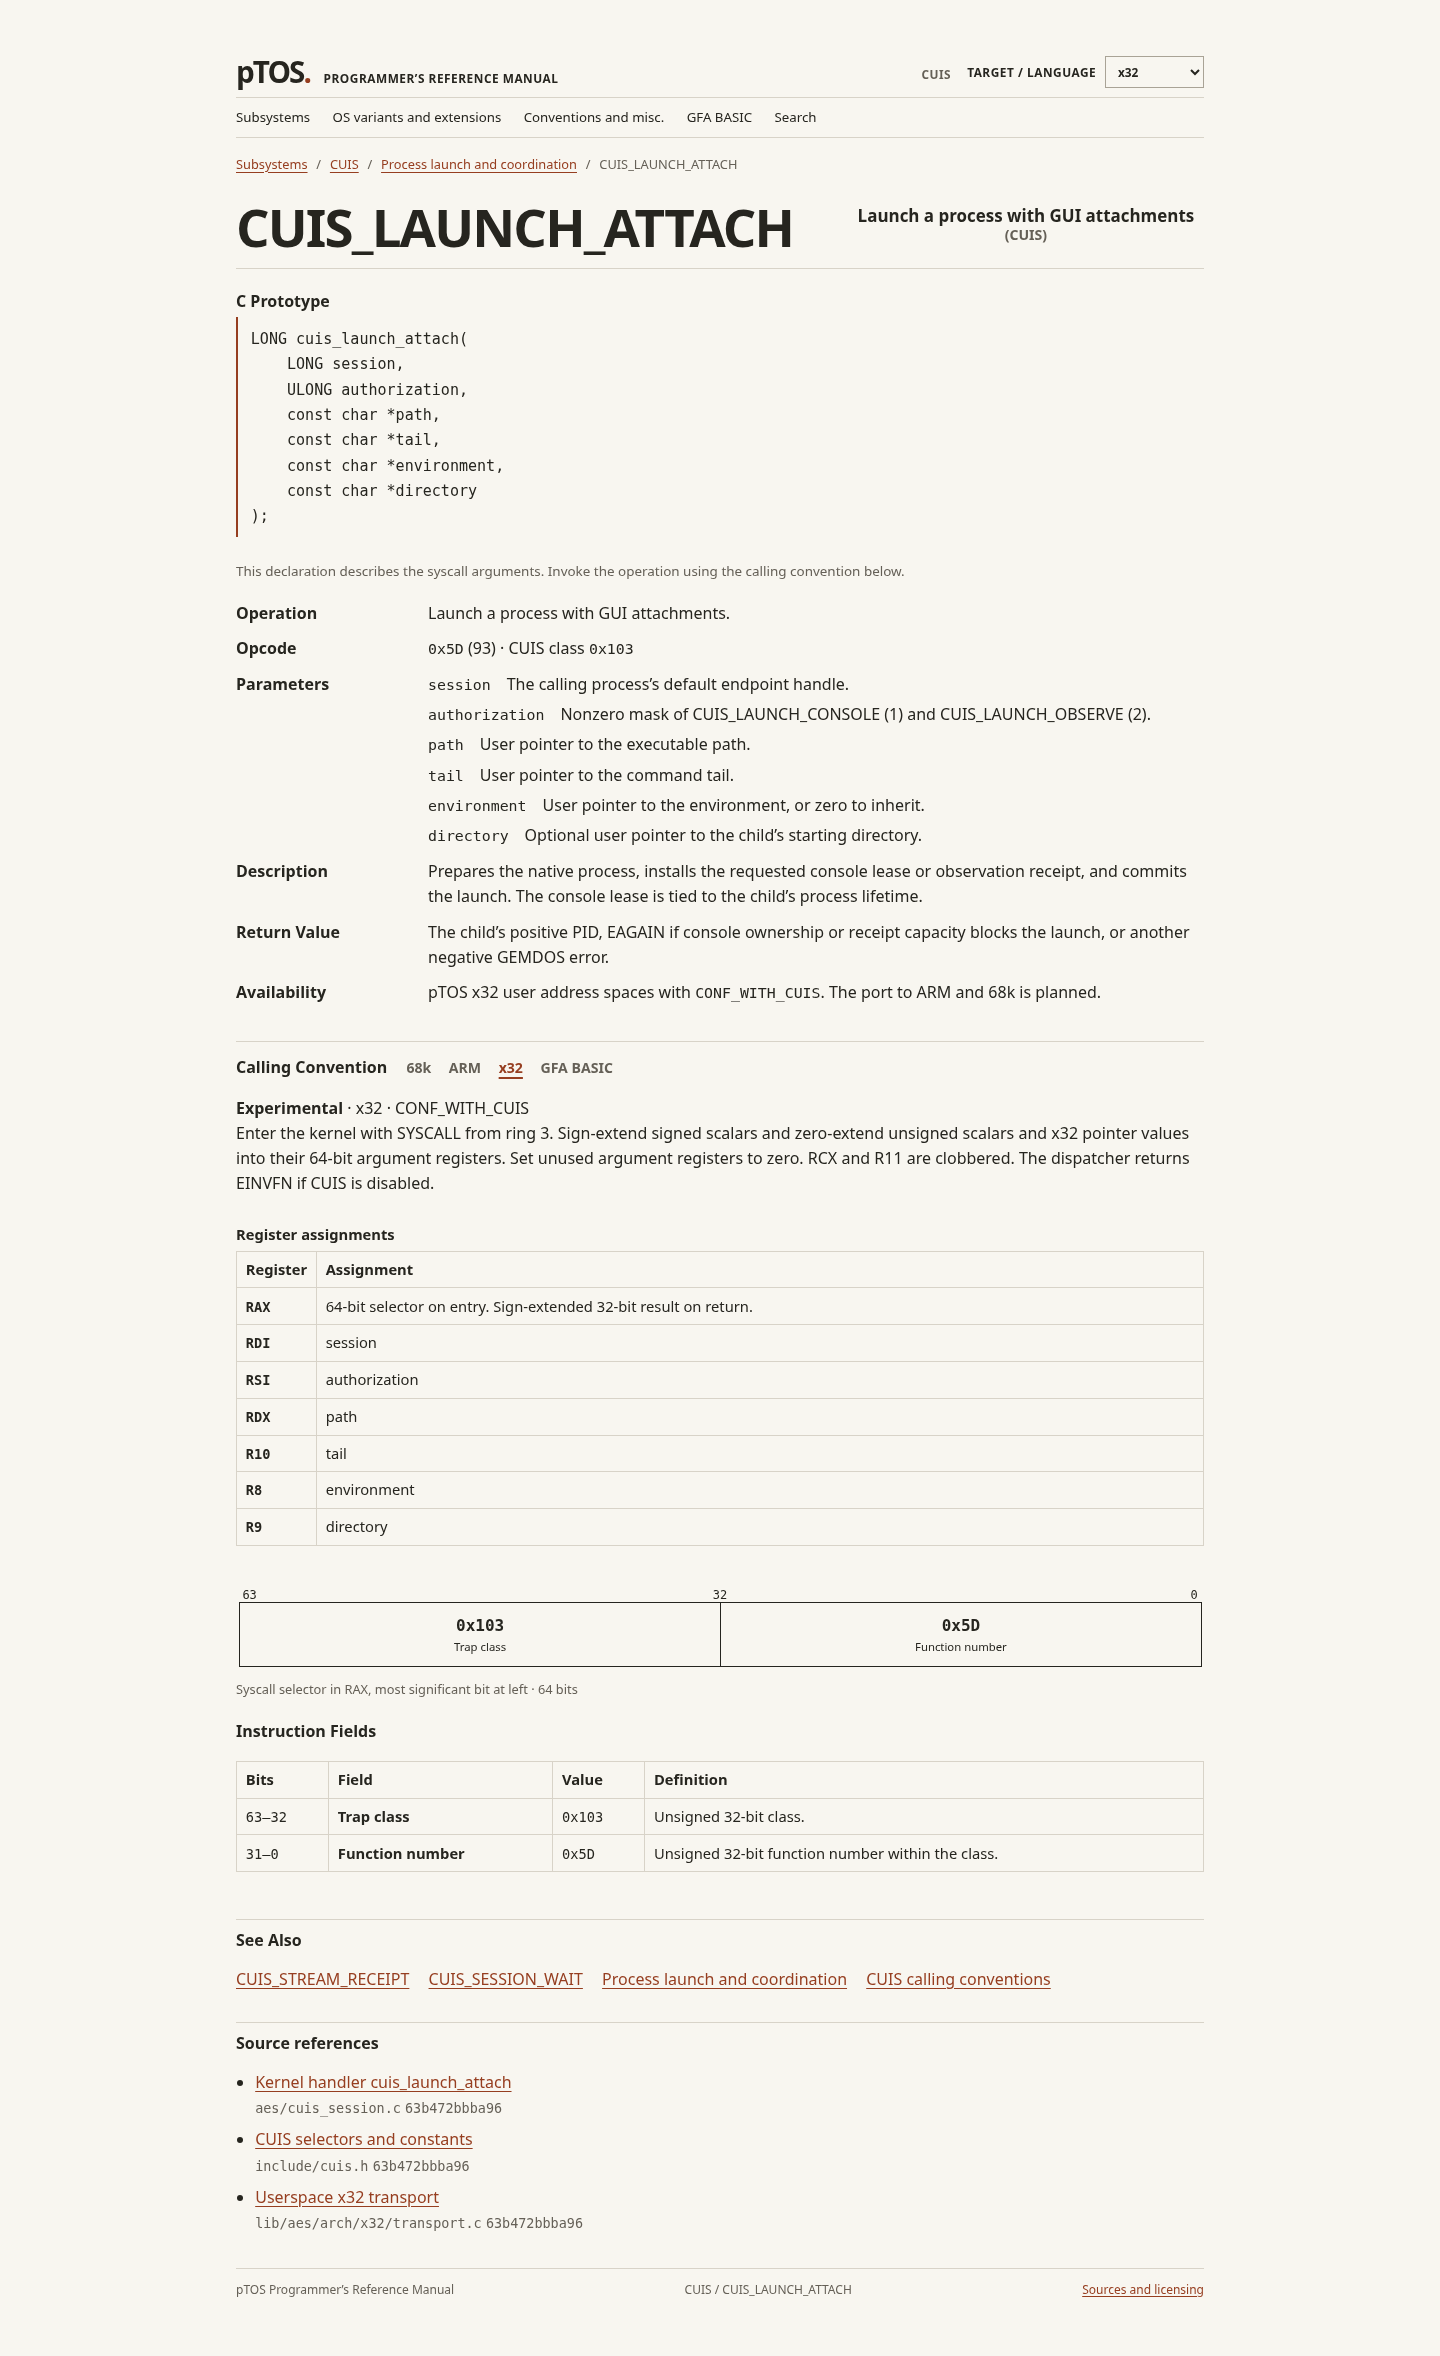 pTOS. PROGRAMMER’S REFERENCE MANUAL CUIS TARGET / LANGUAGE x32
Subsystems OS variants and extensions Conventions and misc. GFA BASIC Search
Subsystems / CUIS / Process launch and coordination / CUIS_LAUNCH_ATTACH
CUIS_LAUNCH_ATTACH
Launch a process with GUI attachments
(CUIS)
C Prototype
LONG cuis_launch_attach(
    LONG session,
    ULONG authorization,
    const char *path,
    const char *tail,
    const char *environment,
    const char *directory
);
This declaration describes the syscall arguments. Invoke the operation using the calling convention below.
Operation Launch a process with GUI attachments.
Opcode 0x5D (93) · CUIS class 0x103
Parameters session The calling process’s default endpoint handle.
authorization Nonzero mask of CUIS_LAUNCH_CONSOLE (1) and CUIS_LAUNCH_OBSERVE (2).
path User pointer to the executable path.
tail User pointer to the command tail.
environment User pointer to the environment, or zero to inherit.
directory Optional user pointer to the child’s starting directory.
Description Prepares the native process, installs the requested console lease or observation receipt, and commits
the launch. The console lease is tied to the child’s process lifetime.
Return Value The child’s positive PID, EAGAIN if console ownership or receipt capacity blocks the launch, or another
negative GEMDOS error.
Availability pTOS x32 user address spaces with CONF_WITH_CUIS. The port to ARM and 68k is planned.
Calling Convention 68k ARM x32 GFA BASIC
Experimental · x32 · CONF_WITH_CUIS
Enter the kernel with SYSCALL from ring 3. Sign-extend signed scalars and zero-extend unsigned scalars and x32 pointer values
into their 64-bit argument registers. Set unused argument registers to zero. RCX and R11 are clobbered. The dispatcher returns
EINVFN if CUIS is disabled.
Register assignments
Register Assignment
RAX 64-bit selector on entry. Sign-extended 32-bit result on return.
RDI session
RSI authorization
RDX path
R10 tail
R8 environment
R9 directory
63 32 0
0x103 0x5D
Trap class Function number
Syscall selector in RAX, most significant bit at left · 64 bits
Instruction Fields
Bits Field Value Definition
63–32 Trap class 0x103 Unsigned 32-bit class.
31–0 Function number 0x5D Unsigned 32-bit function number within the class.
See Also
CUIS_STREAM_RECEIPT CUIS_SESSION_WAIT Process launch and coordination CUIS calling conventions
Source references
Kernel handler cuis_launch_attach
aes/cuis_session.c 63b472bbba96
CUIS selectors and constants
include/cuis.h 63b472bbba96
Userspace x32 transport
lib/aes/arch/x32/transport.c 63b472bbba96
pTOS Programmer’s Reference Manual CUIS / CUIS_LAUNCH_ATTACH Sources and licensing